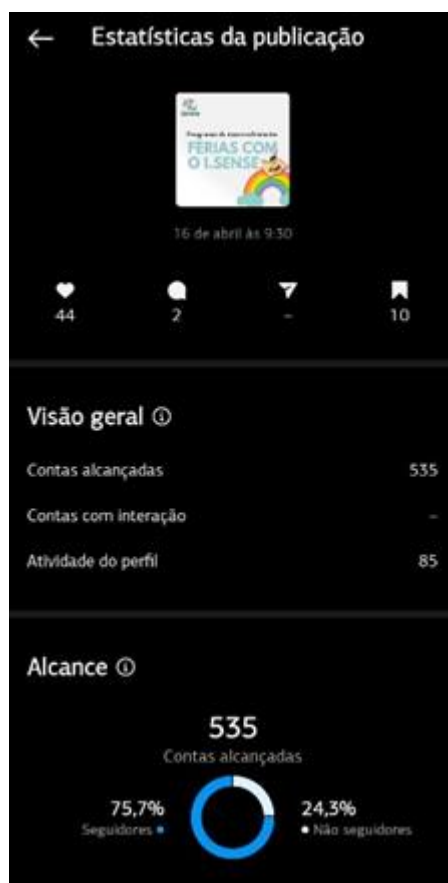 Estatísticas da publicação
FÉRIAS COM
O I.SENSE
16 de abril às 9:30
44 2 – 10
Visão geral
Contas alcançadas 535
Contas com interação –
Atividade do perfil 85
Alcance
535
Contas alcançadas
75,7% 24,3%
Seguidores Não seguidores